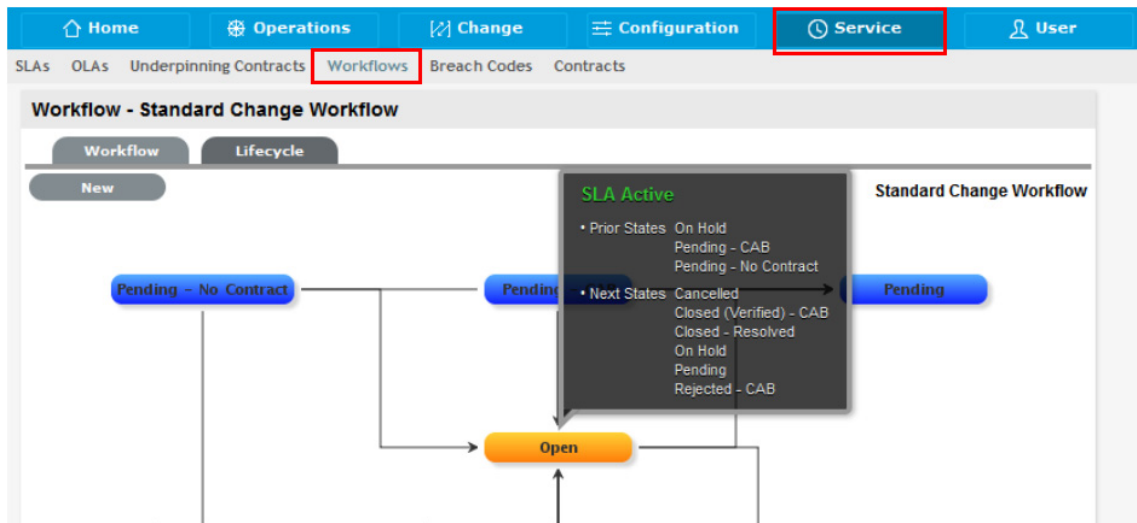 Home Operations Change Configuration Service User
SLAs OLAs Underpinning Contracts Workflows Breach Codes Contracts
Workflow - Standard Change Workflow
Workflow Lifecycle
New
Standard Change Workflow
SLA Active
• Prior States On Hold
Pending - CAB
Pending - No Contract
• Next States Cancelled
Closed (Verified) - CAB
Closed - Resolved
On Hold
Pending
Rejected - CAB
Pending - No Contract
Pending
Pending
Open